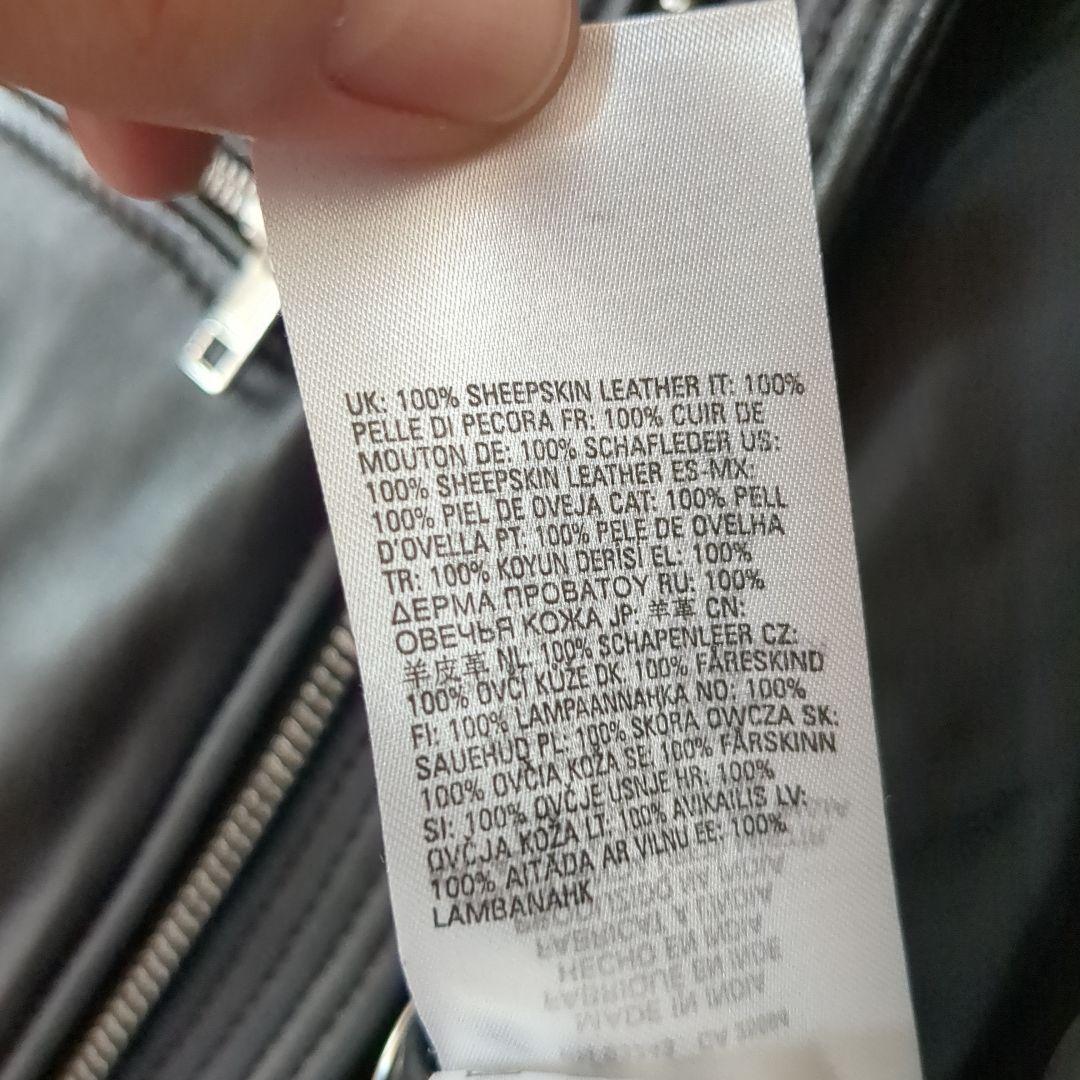 UK: 100% SHEEPSKIN LEATHER IT: 100%
PELLE DI PECORA FR: 100% CUIR DE
MOUTON DE: 100% SCHAFLEDER US:
100% SHEEPSKIN LEATHER ES-MX:
100% PIEL DE OVEJA CAT: 100% PELL
D'OVELLA PT: 100% PELE DE OVELHA
TR: 100% KOYUN DERİSİ EL: 100%
ΔΕΡΜΑ ΠΡΟΒΑΤΟΥ RU: 100%
ОВЕЧЬЯ КОЖА JP: 羊革 CN:
羊皮革 NL: 100% SCHAPENLEER CZ:
100% OVČÍ KŮŽE DK: 100% FÅRESKIND
FI: 100% LAMPAANNAHKA NO: 100%
SAUEHUD PL: 100% SKÓRA OWCZA SK:
100% OVČIA KOŽA SE: 100% FÅRSKINN
SI: 100% OVČJE USNJE HR: 100%
OVČJA KOŽA LT: 100% AVIKAILIS LV:
100% AITĀDA AR VILNU EE: 100%
LAMBANAHK